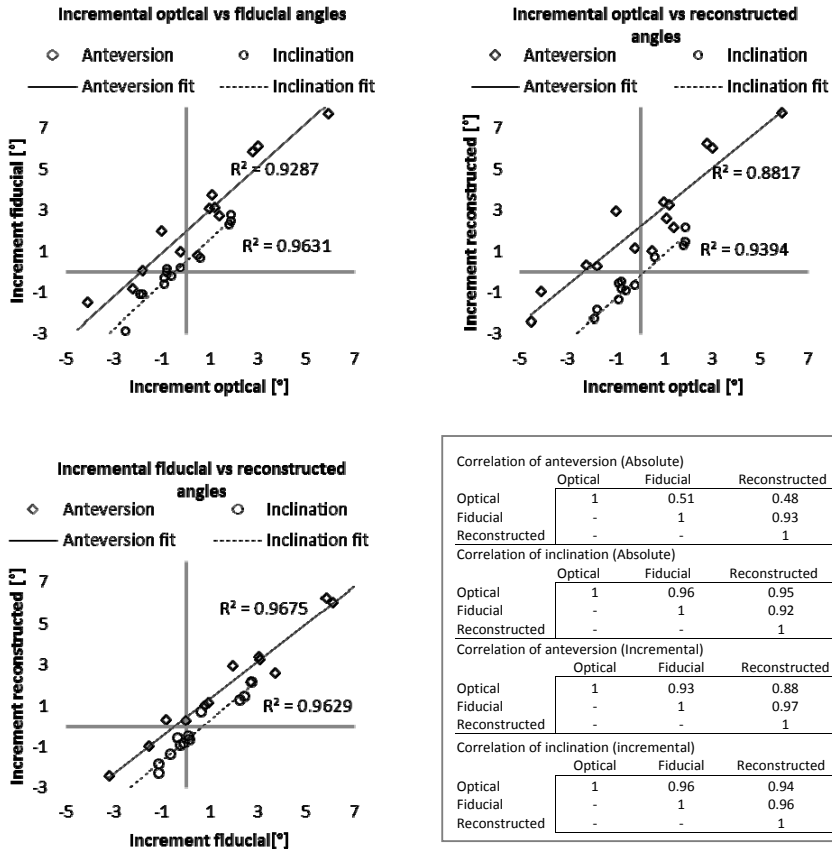 Incremental optical vs fiducial angles
Anteversion Inclination
Anteversion fit Inclination fit
Increment fiducial [°]
7
5
3
1
-1
-3
R² = 0.9287
R² = 0.9631
-5 -3 -1 1 3 5 7
Increment optical [°]
Incremental optical vs reconstructed
angles
Anteversion Inclination
Anteversion fit Inclination fit
Increment reconstructed [°]
7
5
3
1
-1
-3
R² = 0.8817
R² = 0.9394
-5 -3 -1 1 3 5 7
Increment optical [°]
Incremental fiducial vs reconstructed
angles
Anteversion Inclination
Anteversion fit Inclination fit
Increment reconstructed [°]
7
5
3
1
-1
-3
R² = 0.9675
R² = 0.9629
-5 -3 -1 1 3 5 7
Increment fiducial[°]
Correlation of anteversion (Absolute)
Optical Fiducial Reconstructed
Optical 1 0.51 0.48
Fiducial - 1 0.93
Reconstructed - - 1
Correlation of inclination (Absolute)
Optical Fiducial Reconstructed
Optical 1 0.96 0.95
Fiducial - 1 0.92
Reconstructed - - 1
Correlation of anteversion (Incremental)
Optical Fiducial Reconstructed
Optical 1 0.93 0.88
Fiducial - 1 0.97
Reconstructed - - 1
Correlation of inclination (incremental)
Optical Fiducial Reconstructed
Optical 1 0.96 0.94
Fiducial - 1 0.96
Reconstructed - - 1